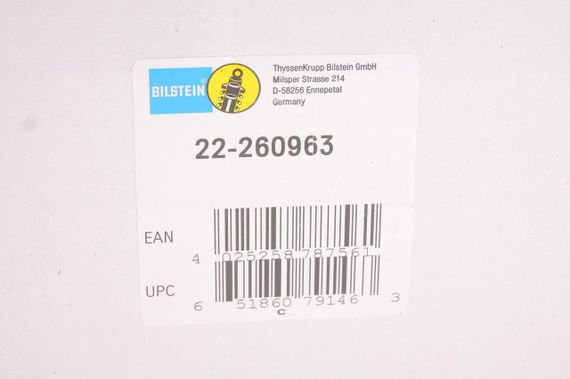 BILSTEIN
ThyssenKrupp Bilstein GmbH
Milsper Strasse 214
D-58256 Ennepetal
Germany
22-260963
EAN
4 025258 787561
UPC
6 51860 79146 3
C